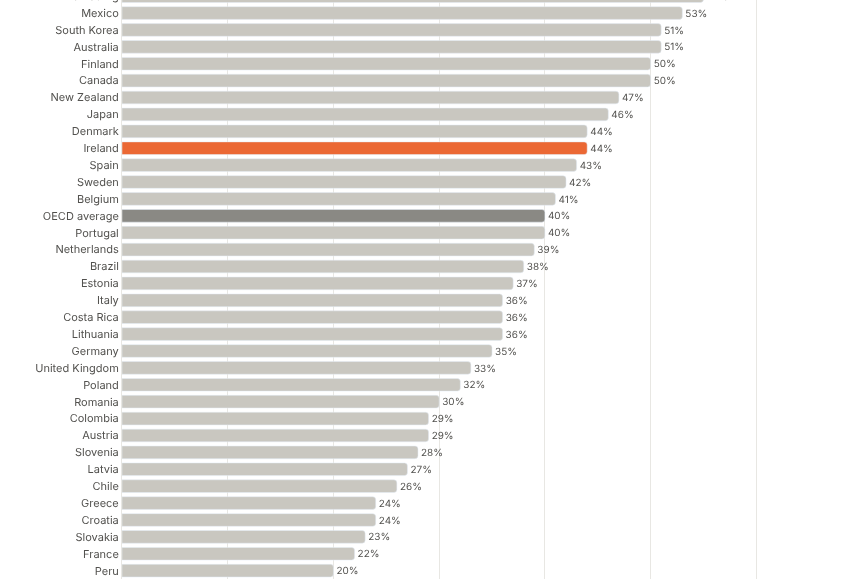 Mexico 53%
South Korea 51%
Australia 51%
Finland 50%
Canada 50%
New Zealand 47%
Japan 46%
Denmark 44%
Ireland 44%
Spain 43%
Sweden 42%
Belgium 41%
OECD average 40%
Portugal 40%
Netherlands 39%
Brazil 38%
Estonia 37%
Italy 36%
Costa Rica 36%
Lithuania 36%
Germany 35%
United Kingdom 33%
Poland 32%
Romania 30%
Colombia 29%
Austria 29%
Slovenia 28%
Latvia 27%
Chile 26%
Greece 24%
Croatia 24%
Slovakia 23%
France 22%
Peru 20%